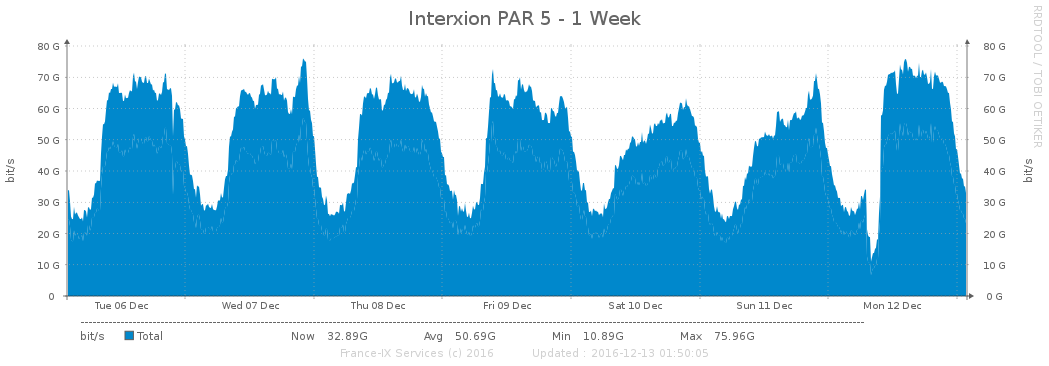 Interxion PAR 5 - 1 Week
RRDTOOL / TOBI OETIKER
80 G 80 G
70 G 70 G
60 G 60 G
50 G 50 G
40 G 40 G
30 G 30 G
20 G 20 G
10 G 10 G
0 0 G
bit/s bit/s
Tue 06 Dec Wed 07 Dec Thu 08 Dec Fri 09 Dec Sat 10 Dec Sun 11 Dec Mon 12 Dec
bit/s Total Now 32.89G Avg 50.69G Min 10.89G Max 75.96G
France-IX Services (c) 2016 Updated : 2016-12-13 01:50:05